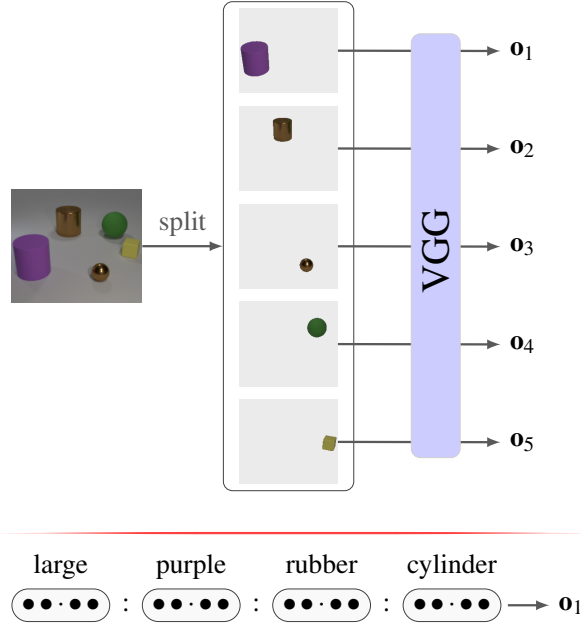 o1
o2
split
o3
VGG
o4
o5
large purple rubber cylinder
: : : o1